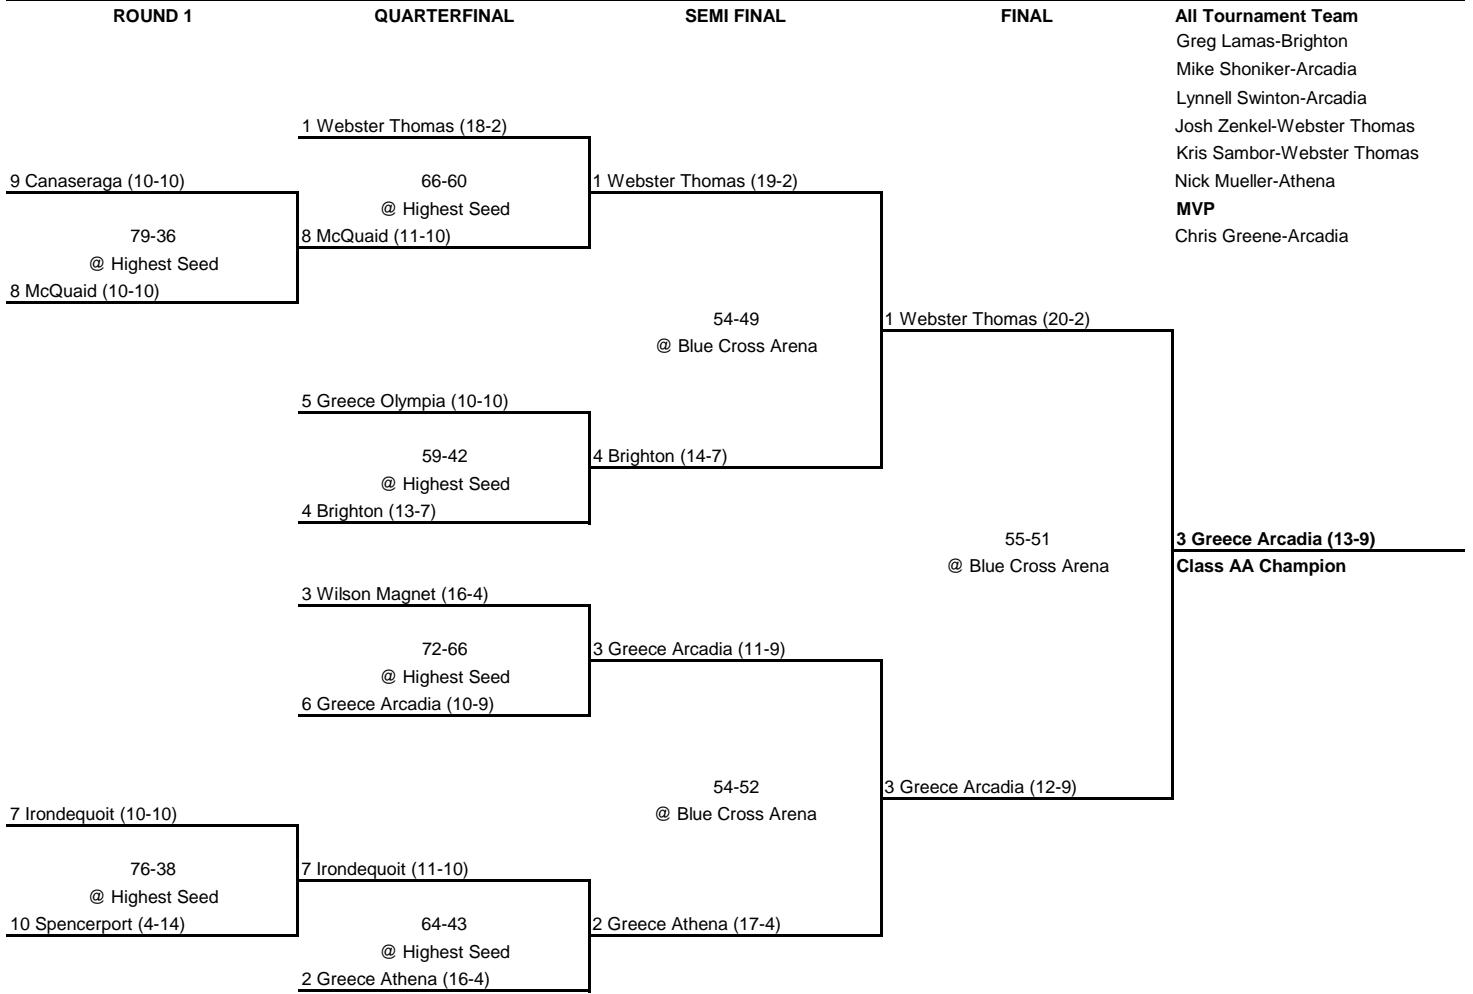 ROUND 1 QUARTERFINAL SEMI FINAL FINAL All Tournament Team
Greg Lamas-Brighton
Mike Shoniker-Arcadia
Lynnell Swinton-Arcadia
1 Webster Thomas (18-2) Josh Zenkel-Webster Thomas
Kris Sambor-Webster Thomas
9 Canaseraga (10-10) 66-60 1 Webster Thomas (19-2) Nick Mueller-Athena
@ Highest Seed MVP
79-36 8 McQuaid (11-10) Chris Greene-Arcadia
@ Highest Seed
8 McQuaid (10-10)
54-49 1 Webster Thomas (20-2)
@ Blue Cross Arena
5 Greece Olympia (10-10)
59-42 4 Brighton (14-7)
@ Highest Seed
4 Brighton (13-7)
55-51 3 Greece Arcadia (13-9)
@ Blue Cross Arena Class AA Champion
3 Wilson Magnet (16-4)
72-66 3 Greece Arcadia (11-9)
@ Highest Seed
6 Greece Arcadia (10-9)
54-52 3 Greece Arcadia (12-9)
7 Irondequoit (10-10) @ Blue Cross Arena
76-38 7 Irondequoit (11-10)
@ Highest Seed
10 Spencerport (4-14) 64-43 2 Greece Athena (17-4)
@ Highest Seed
2 Greece Athena (16-4)